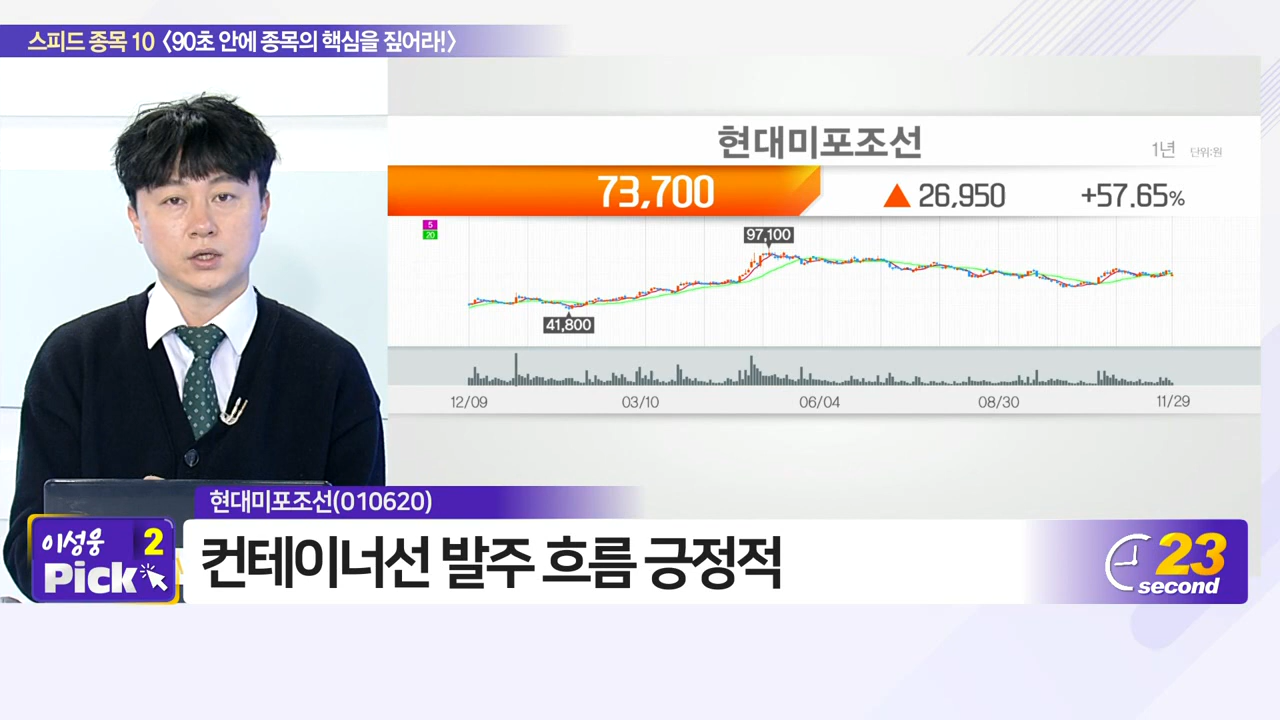 스피드 종목 10 〈90초 안에 종목의 핵심을 짚어라!〉
현대미포조선
1년 단위:원
73,700 ▲ 26,950 +57.65%
5
20
97,100
41,800
12/09 03/10 06/04 08/30 11/29
현대미포조선(010620)
이성웅 2
Pick
컨테이너선 발주 흐름 긍정적
23
second